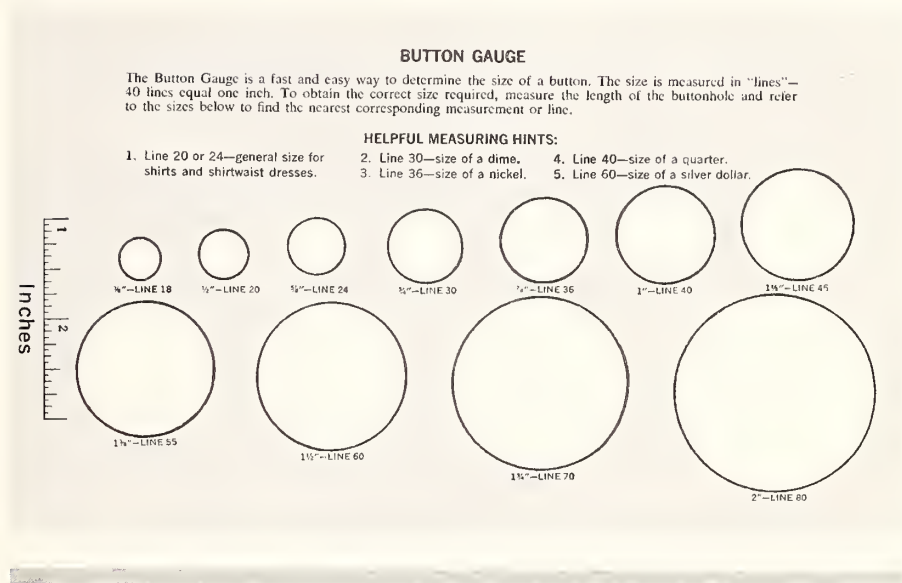 BUTTON GAUGE
The Button Gauge is a fast and easy way to determine the size of a button. The size is measured in "lines"—
40 lines equal one inch. To obtain the correct size required, measure the length of the buttonhole and refer
to the sizes below to find the nearest corresponding measurement or line.
HELPFUL MEASURING HINTS:
1. Line 20 or 24—general size for
shirts and shirtwaist dresses.
2. Line 30—size of a dime.
3. Line 36—size of a nickel.
4. Line 40—size of a quarter.
5. Line 60—size of a silver dollar.
Inches
1
2
LINE 18
½"—LINE 20
⅝"—LINE 24
¾"—LINE 30
⅞"—LINE 36
1"—LINE 40
1⅛"—LINE 45
1⅜"—LINE 55
1½"—LINE 60
1¾"—LINE 70
2"—LINE 80